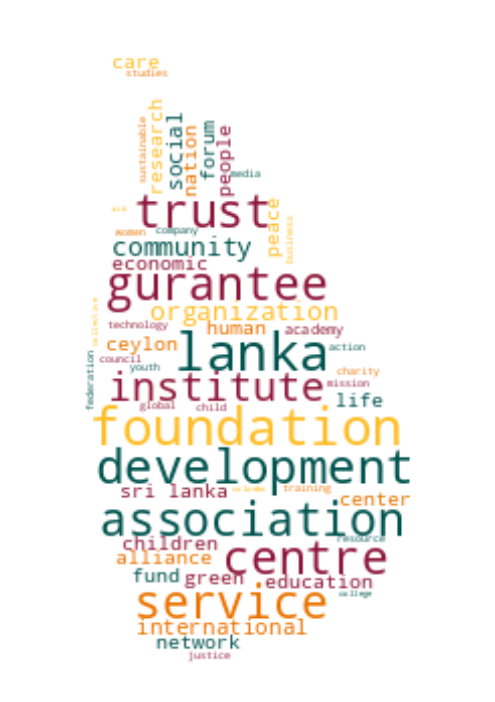 care
studies
sustainable
research
social
nation
forum
people
media
trust
peace
business
women
company
community
economic
gurantee
organization
collective
technology
human
academy
ceylon
lanka
action
council
youth
federation
institute
charity
mission
global
child
life
foundation
development
sri lanka
training
center
association
resource
children
centre
alliance
fund
green
education
college
service
international
network
justice